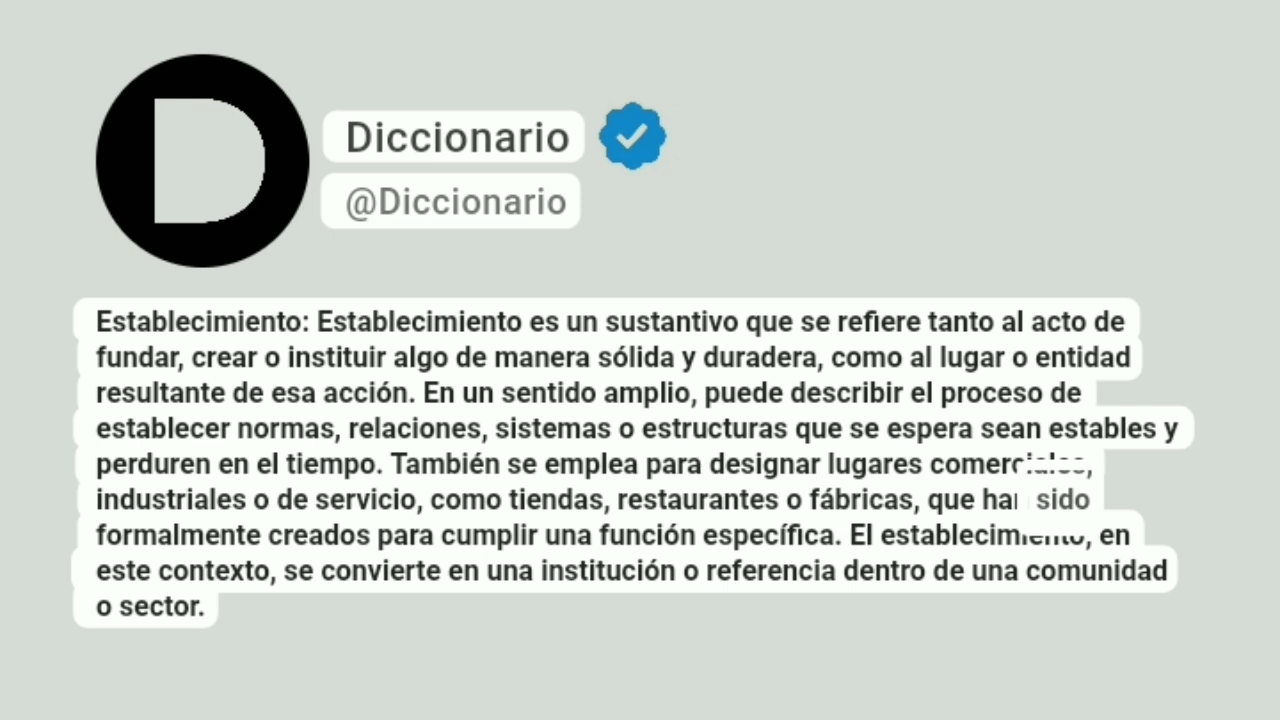 Diccionario
@Diccionario
Establecimiento: Establecimiento es un sustantivo que se refiere tanto al acto de
fundar, crear o instituir algo de manera sólida y duradera, como al lugar o entidad
resultante de esa acción. En un sentido amplio, puede describir el proceso de
establecer normas, relaciones, sistemas o estructuras que se espera sean estables y
perduren en el tiempo. También se emplea para designar lugares comerciales,
industriales o de servicio, como tiendas, restaurantes o fábricas, que han sido
formalmente creados para cumplir una función específica. El establecimiento, en
este contexto, se convierte en una institución o referencia dentro de una comunidad
o sector.